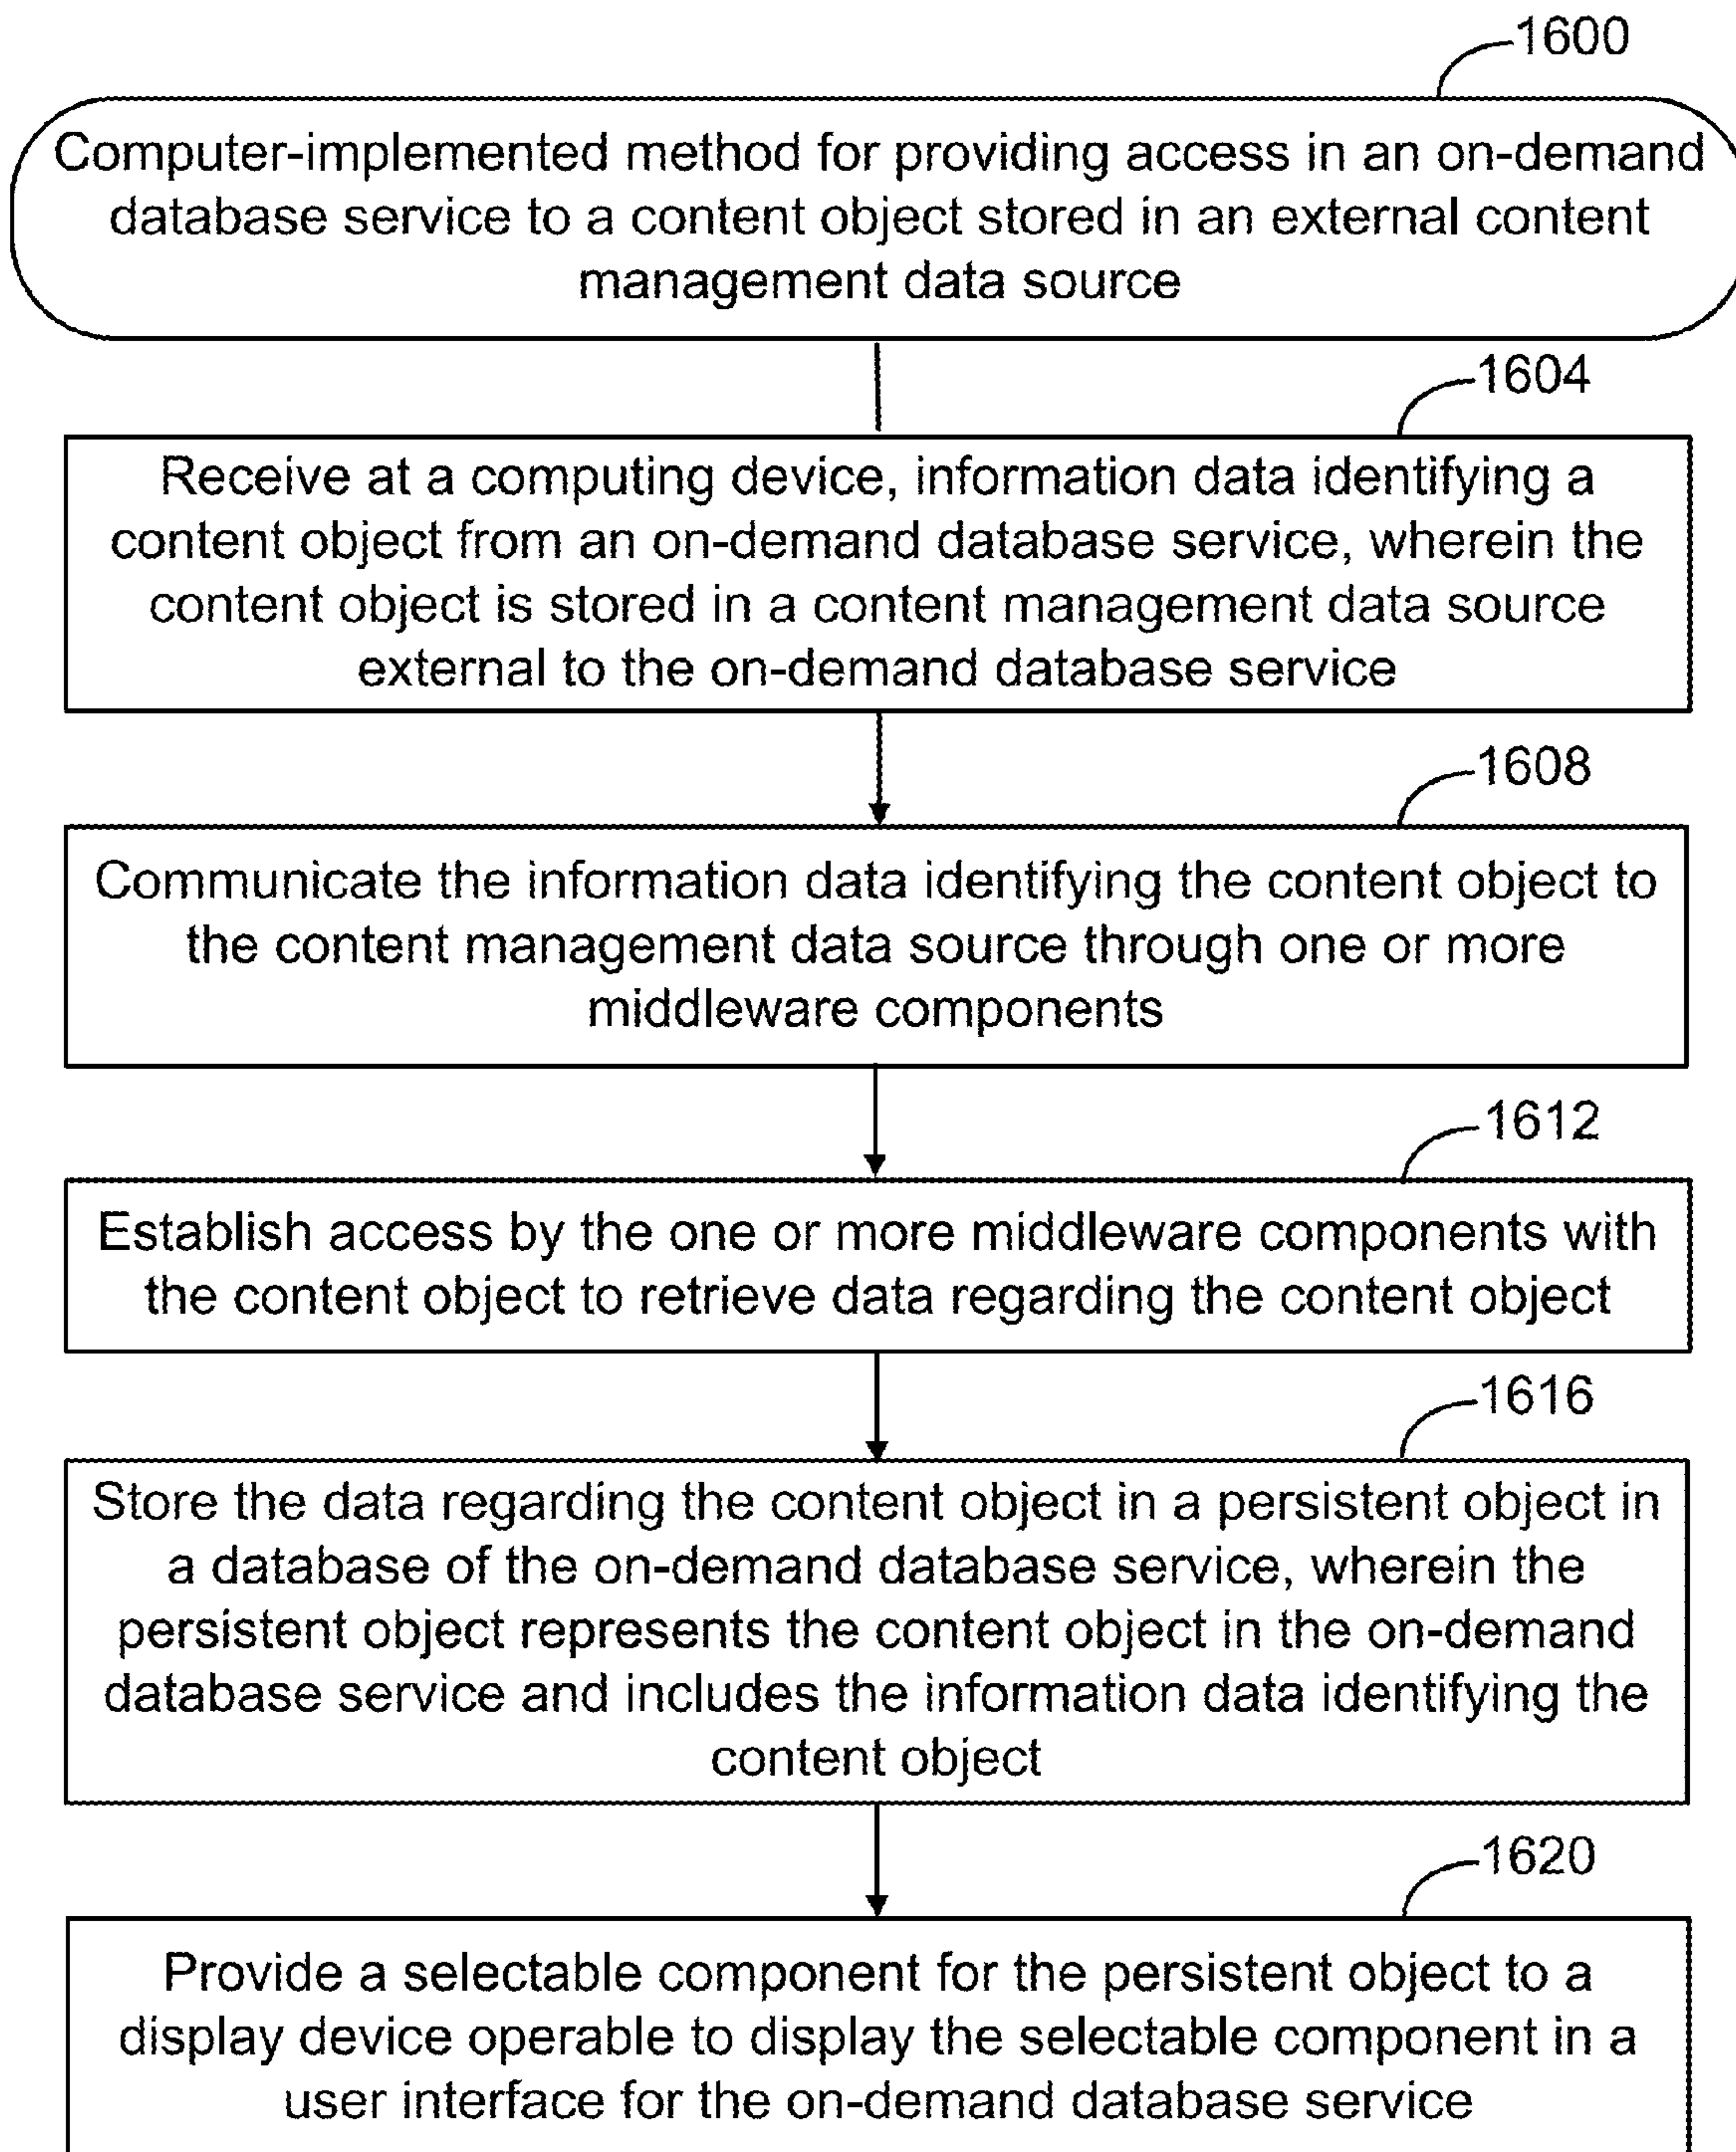 1600
Computer-implemented method for providing access in an on-demand
database service to a content object stored in an external content
management data source
1604
Receive at a computing device, information data identifying a
content object from an on-demand database service, wherein the
content object is stored in a content management data source
external to the on-demand database service
1608
Communicate the information data identifying the content object to
the content management data source through one or more
middleware components
1612
Establish access by the one or more middleware components with
the content object to retrieve data regarding the content object
1616
Store the data regarding the content object in a persistent object in
a database of the on-demand database service, wherein the
persistent object represents the content object in the on-demand
database service and includes the information data identifying the
content object
1620
Provide a selectable component for the persistent object to a
display device operable to display the selectable component in a
user interface for the on-demand database service